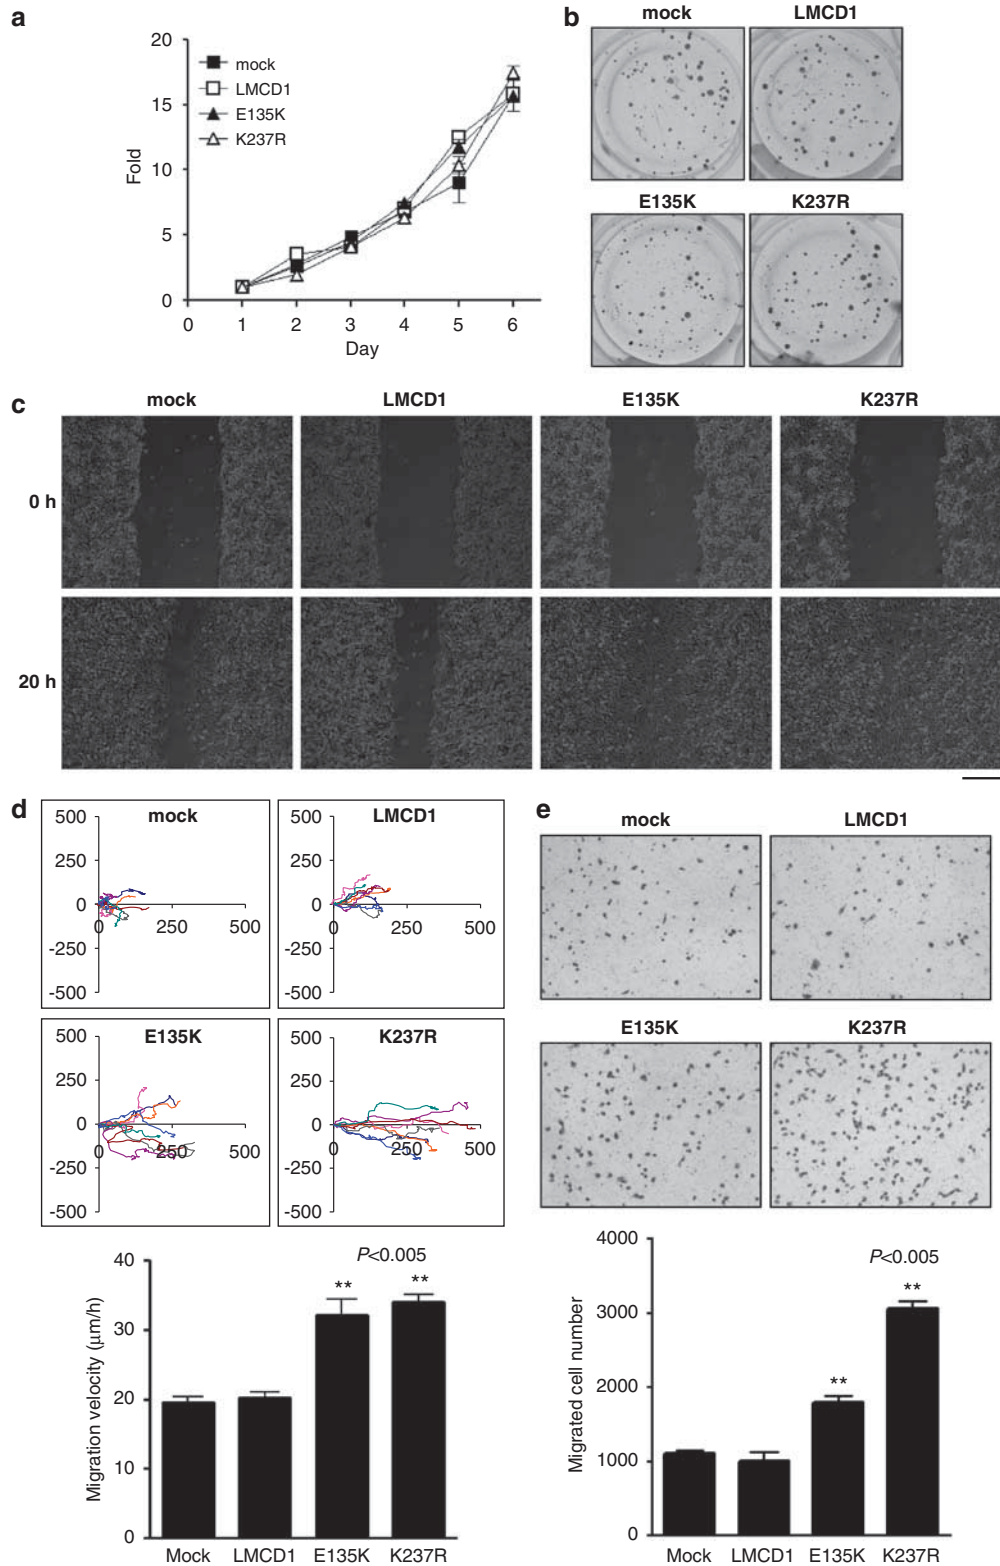 a
20
15
10
5
0
Fold
mock
LMCD1
E135K
K237R
0 1 2 3 4 5 6
Day
b
mock LMCD1
E135K K237R
c
mock LMCD1 E135K K237R
0 h
20 h
d
mock
500
250
0
-250
-500
0 250 500
LMCD1
500
250
0
-250
-500
0 250 500
E135K
500
250
0
-250
-500
0 250 500
K237R
500
250
0
-250
-500
0 250 500
Migration velocity (µm/h)
40
30
20
10
0
P<0.005
** **
Mock LMCD1 E135K K237R
e
mock LMCD1
E135K K237R
Migrated cell number
4000
3000
2000
1000
0
P<0.005
**
**
Mock LMCD1 E135K K237R